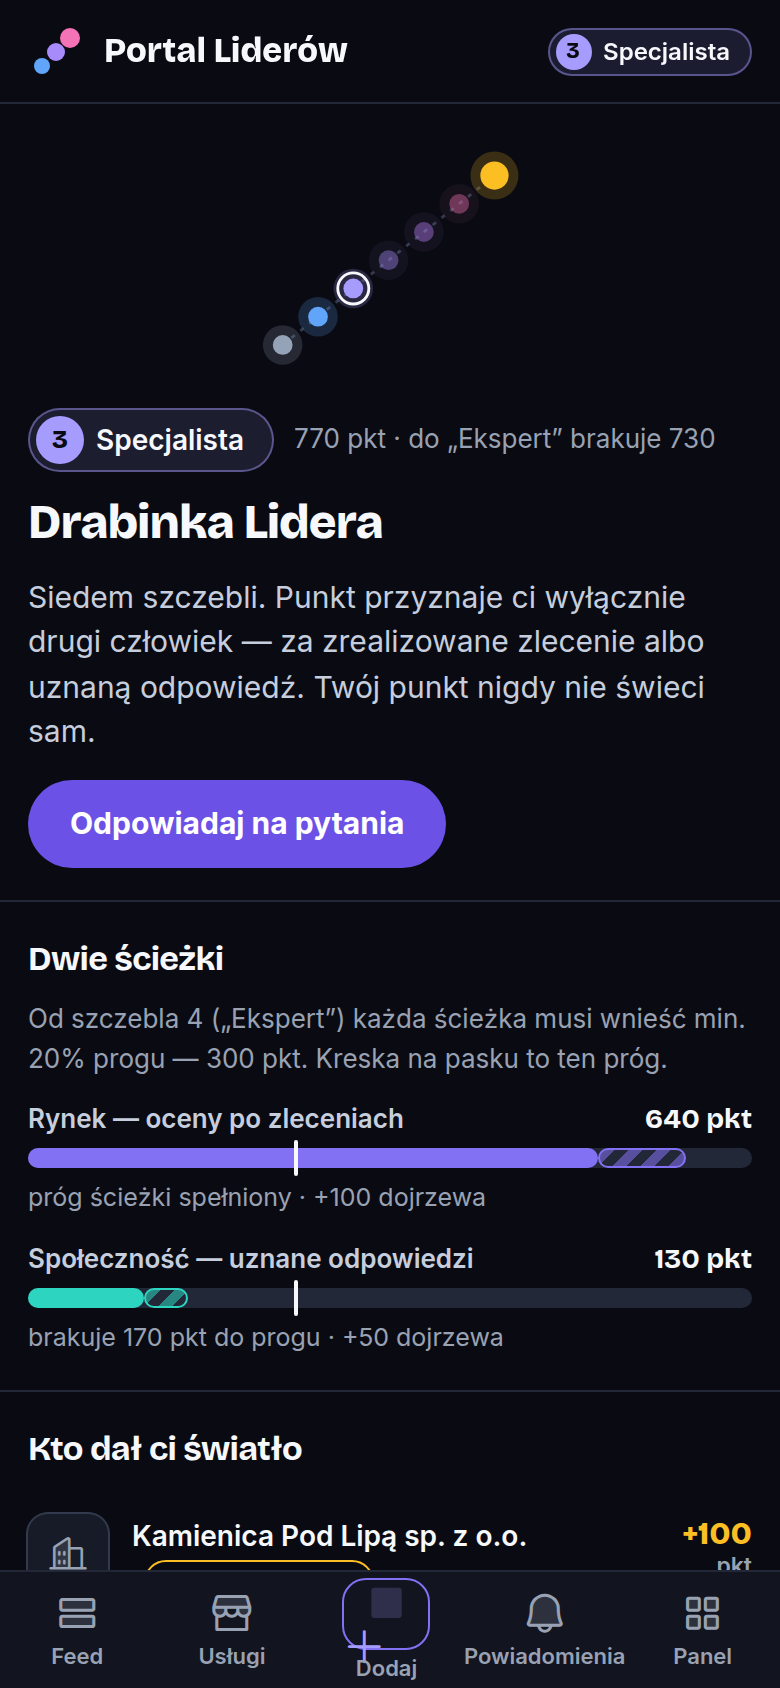 Portal Liderów
3 Specjalista
3 Specjalista
770 pkt · do „Ekspert” brakuje 730
Drabinka Lidera
Siedem szczebli. Punkt przyznaje ci wyłącznie
drugi człowiek — za zrealizowane zlecenie albo
uznaną odpowiedź. Twój punkt nigdy nie świeci
sam.
Odpowiadaj na pytania
Dwie ścieżki
Od szczebla 4 („Ekspert”) każda ścieżka musi wnieść min.
20% progu — 300 pkt. Kreska na pasku to ten próg.
Rynek — oceny po zleceniach 640 pkt
próg ścieżki spełniony · +100 dojrzewa
Społeczność — uznane odpowiedzi 130 pkt
brakuje 170 pkt do progu · +50 dojrzewa
Kto dał ci światło
Kamienica Pod Lipą sp. z o.o. +100
pkt
Feed Usługi Dodaj Powiadomienia Panel